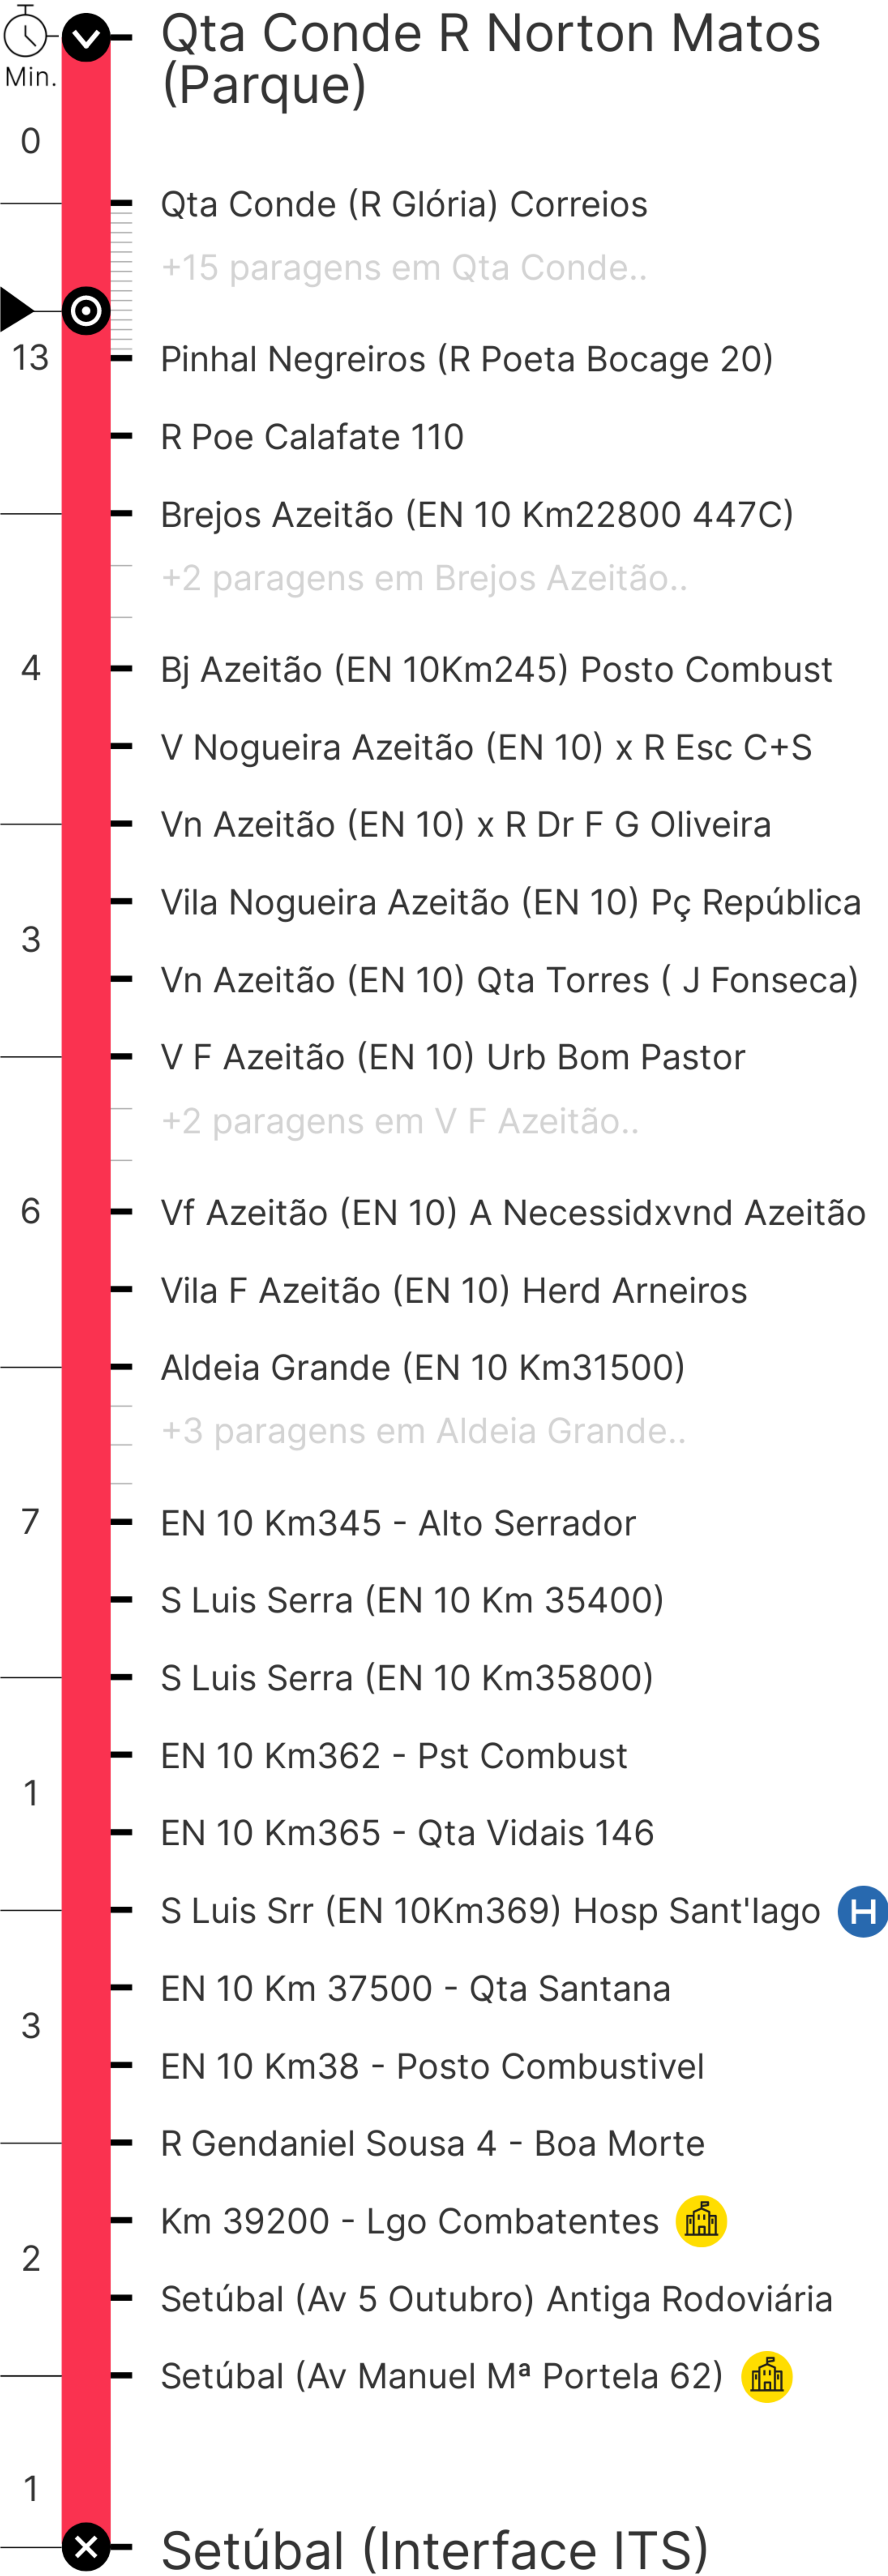 Qta Conde R Norton Matos
(Parque)
Min.
0
Qta Conde (R Glória) Correios
+15 paragens em Qta Conde..
13
Pinhal Negreiros (R Poeta Bocage 20)
R Poe Calafate 110
Brejos Azeitão (EN 10 Km22800 447C)
+2 paragens em Brejos Azeitão..
4
Bj Azeitão (EN 10Km245) Posto Combust
V Nogueira Azeitão (EN 10) x R Esc C+S
Vn Azeitão (EN 10) x R Dr F G Oliveira
Vila Nogueira Azeitão (EN 10) Pç República
3
Vn Azeitão (EN 10) Qta Torres ( J Fonseca)
V F Azeitão (EN 10) Urb Bom Pastor
+2 paragens em V F Azeitão..
6
Vf Azeitão (EN 10) A Necessidxvnd Azeitão
Vila F Azeitão (EN 10) Herd Arneiros
Aldeia Grande (EN 10 Km31500)
+3 paragens em Aldeia Grande..
7
EN 10 Km345 - Alto Serrador
S Luis Serra (EN 10 Km 35400)
S Luis Serra (EN 10 Km35800)
EN 10 Km362 - Pst Combust
1
EN 10 Km365 - Qta Vidais 146
S Luis Srr (EN 10Km369) Hosp Sant'Iago H
EN 10 Km 37500 - Qta Santana
3
EN 10 Km38 - Posto Combustivel
R Gendaniel Sousa 4 - Boa Morte
Km 39200 - Lgo Combatentes
2
Setúbal (Av 5 Outubro) Antiga Rodoviária
Setúbal (Av Manuel Mª Portela 62)
1
Setúbal (Interface ITS)